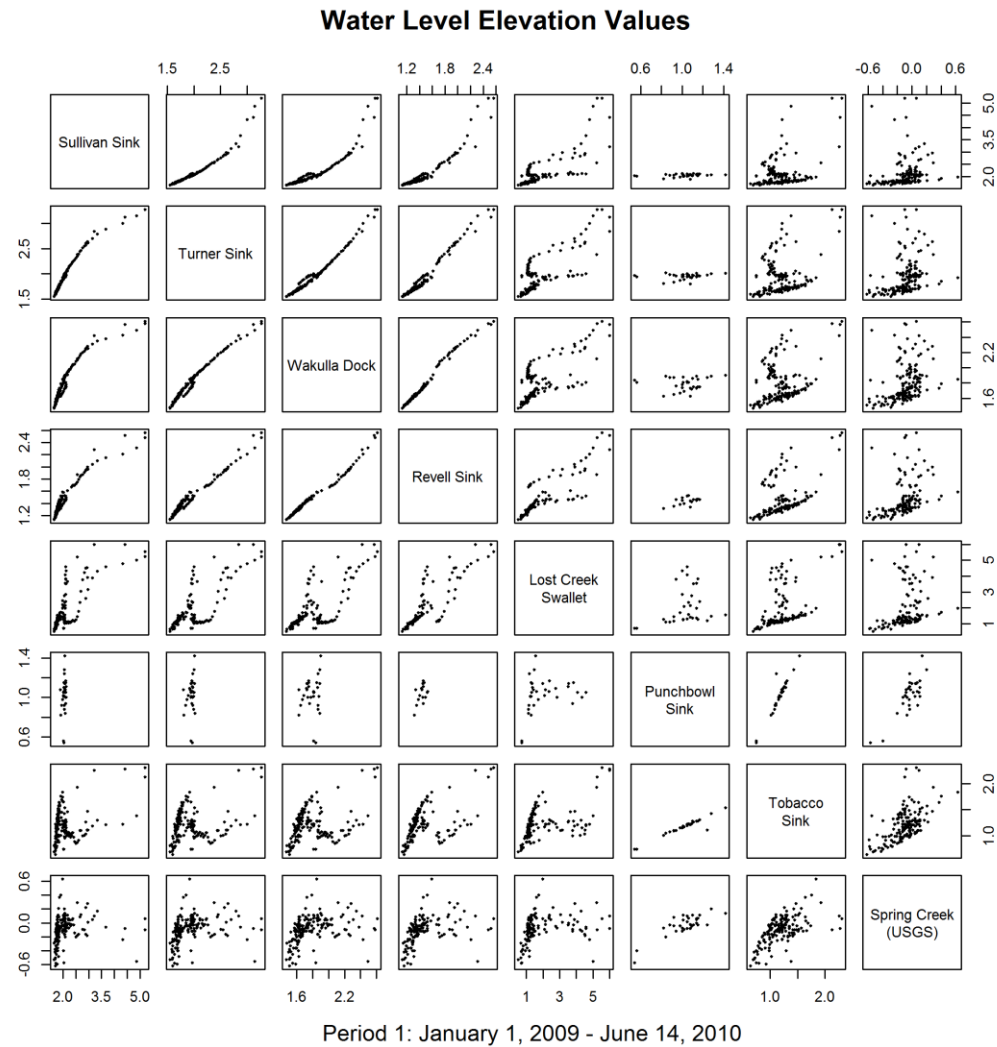 Water Level Elevation Values
1.5 2.5
1.2 1.6 2.0 2.4
0.6 1.0 1.4
-0.6 0.0 0.6
Sullivan Sink
2.0 3.5 5.0
1.5 2.5
Turner Sink
Wakulla Dock
1.6 2.2
1.2 1.8 2.4
Revell Sink
Lost Creek
Swallet
1 3 5
0.6 1.0 1.4
Punchbowl
Sink
Tobacco
Sink
1.0 2.0
-0.6 0.0 0.6
Spring Creek
(USGS)
2.0 3.5 5.0
1.6 2.2
1 3 5
1.0 2.0
Period 1: January 1, 2009 - June 14, 2010